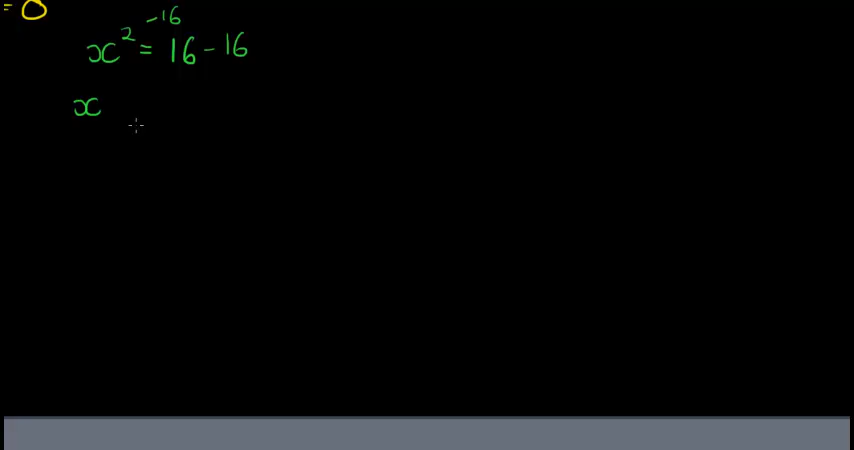 = 0
-16
x² = 16 - 16
x